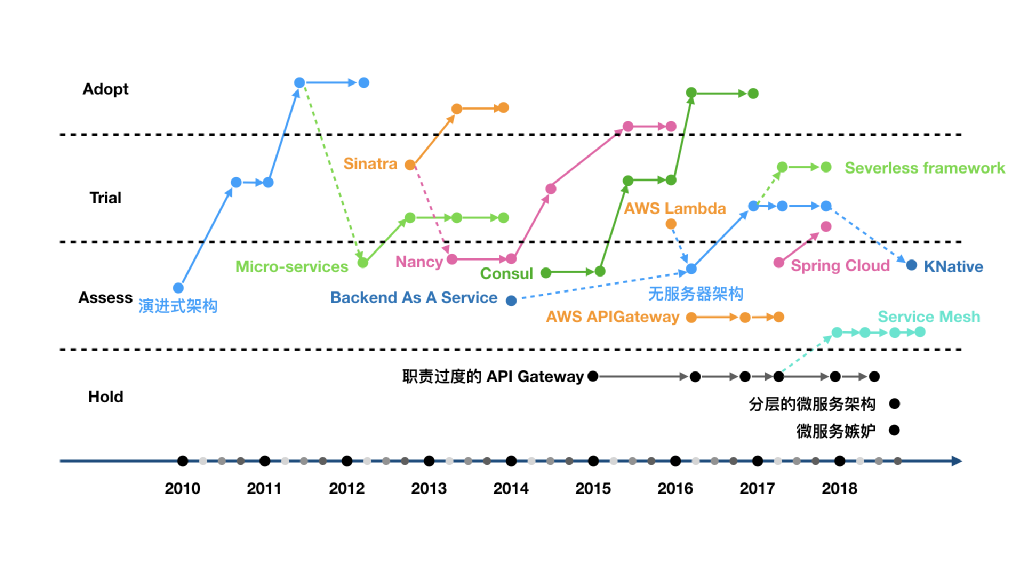 Adopt
Sinatra
Severless framework
Trial
AWS Lambda
Micro-services
Nancy
Consul
Spring Cloud
KNative
Assess
演进式架构
Backend As A Service
无服务器架构
AWS APIGateway
Service Mesh
职责过度的 API Gateway
Hold
分层的微服务架构
微服务嫉妒
2010 2011 2012 2013 2014 2015 2016 2017 2018